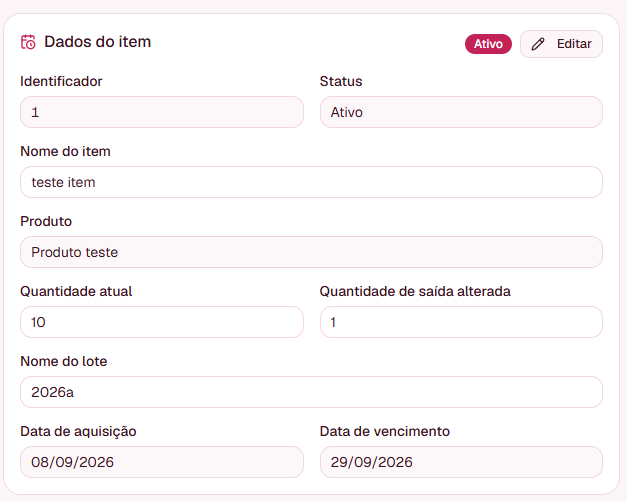 Dados do item
Ativo
Editar
Identificador
Status
1
Ativo
Nome do item
teste item
Produto
Produto teste
Quantidade atual
Quantidade de saída alterada
10
1
Nome do lote
2026a
Data de aquisição
Data de vencimento
08/09/2026
29/09/2026